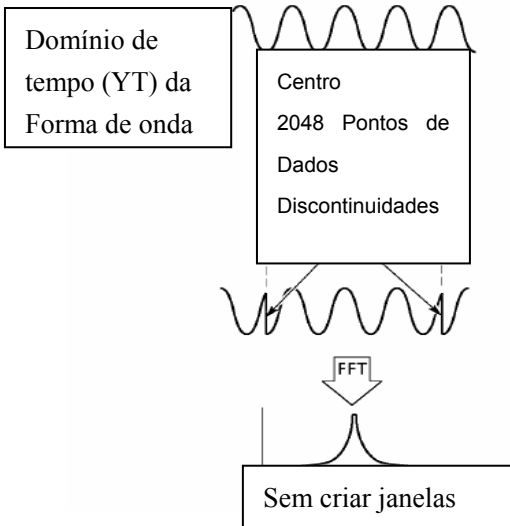 Domínio de
tempo (YT) da
Forma de onda
Centro
2048 Pontos de
Dados
Discontinuidades
FFT
Sem criar janelas